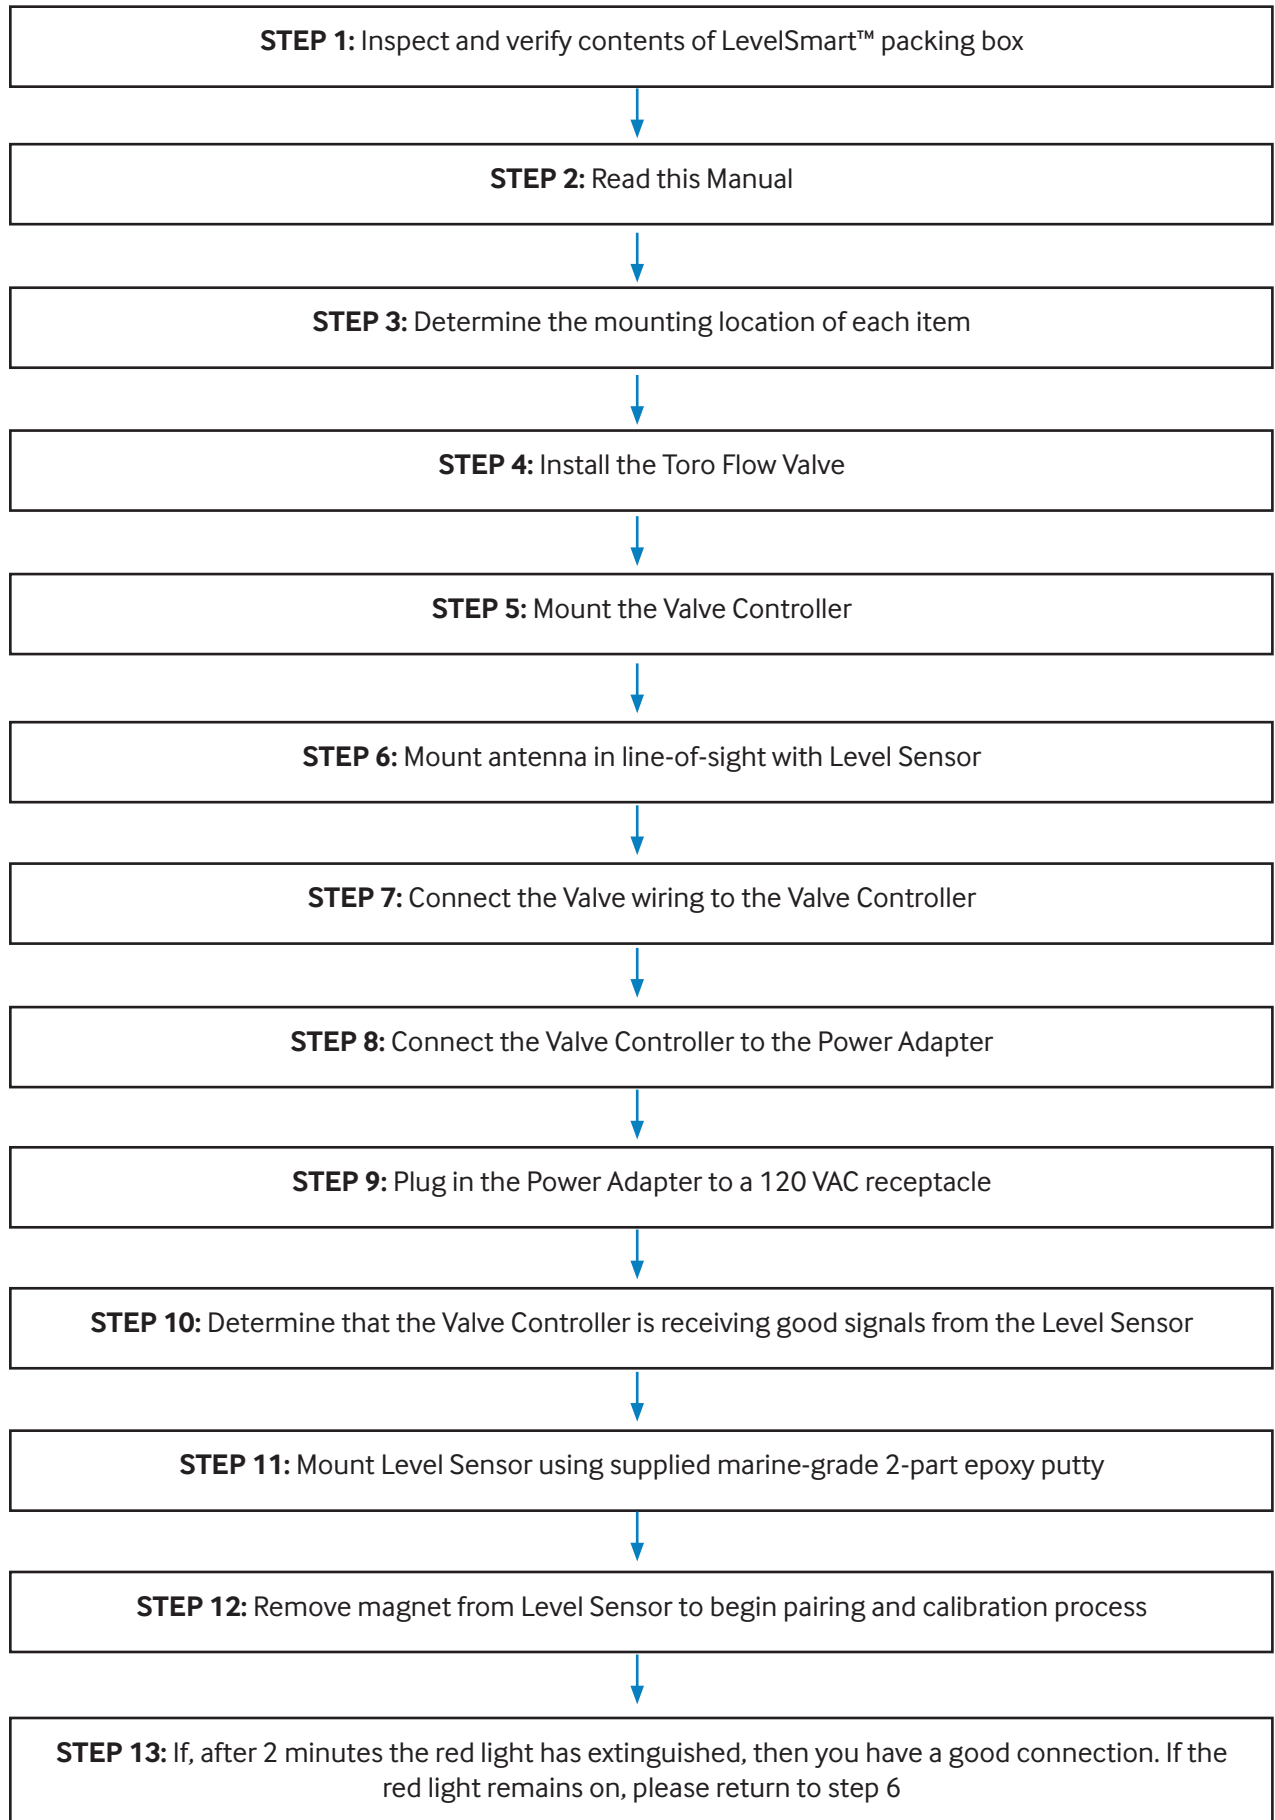 STEP 1: Inspect and verify contents of LevelSmart™ packing box
STEP 2: Read this Manual
STEP 3: Determine the mounting location of each item
STEP 4: Install the Toro Flow Valve
STEP 5: Mount the Valve Controller
STEP 6: Mount antenna in line-of-sight with Level Sensor
STEP 7: Connect the Valve wiring to the Valve Controller
STEP 8: Connect the Valve Controller to the Power Adapter
STEP 9: Plug in the Power Adapter to a 120 VAC receptacle
STEP 10: Determine that the Valve Controller is receiving good signals from the Level Sensor
STEP 11: Mount Level Sensor using supplied marine-grade 2-part epoxy putty
STEP 12: Remove magnet from Level Sensor to begin pairing and calibration process
STEP 13: If, after 2 minutes the red light has extinguished, then you have a good connection. If the
red light remains on, please return to step 6